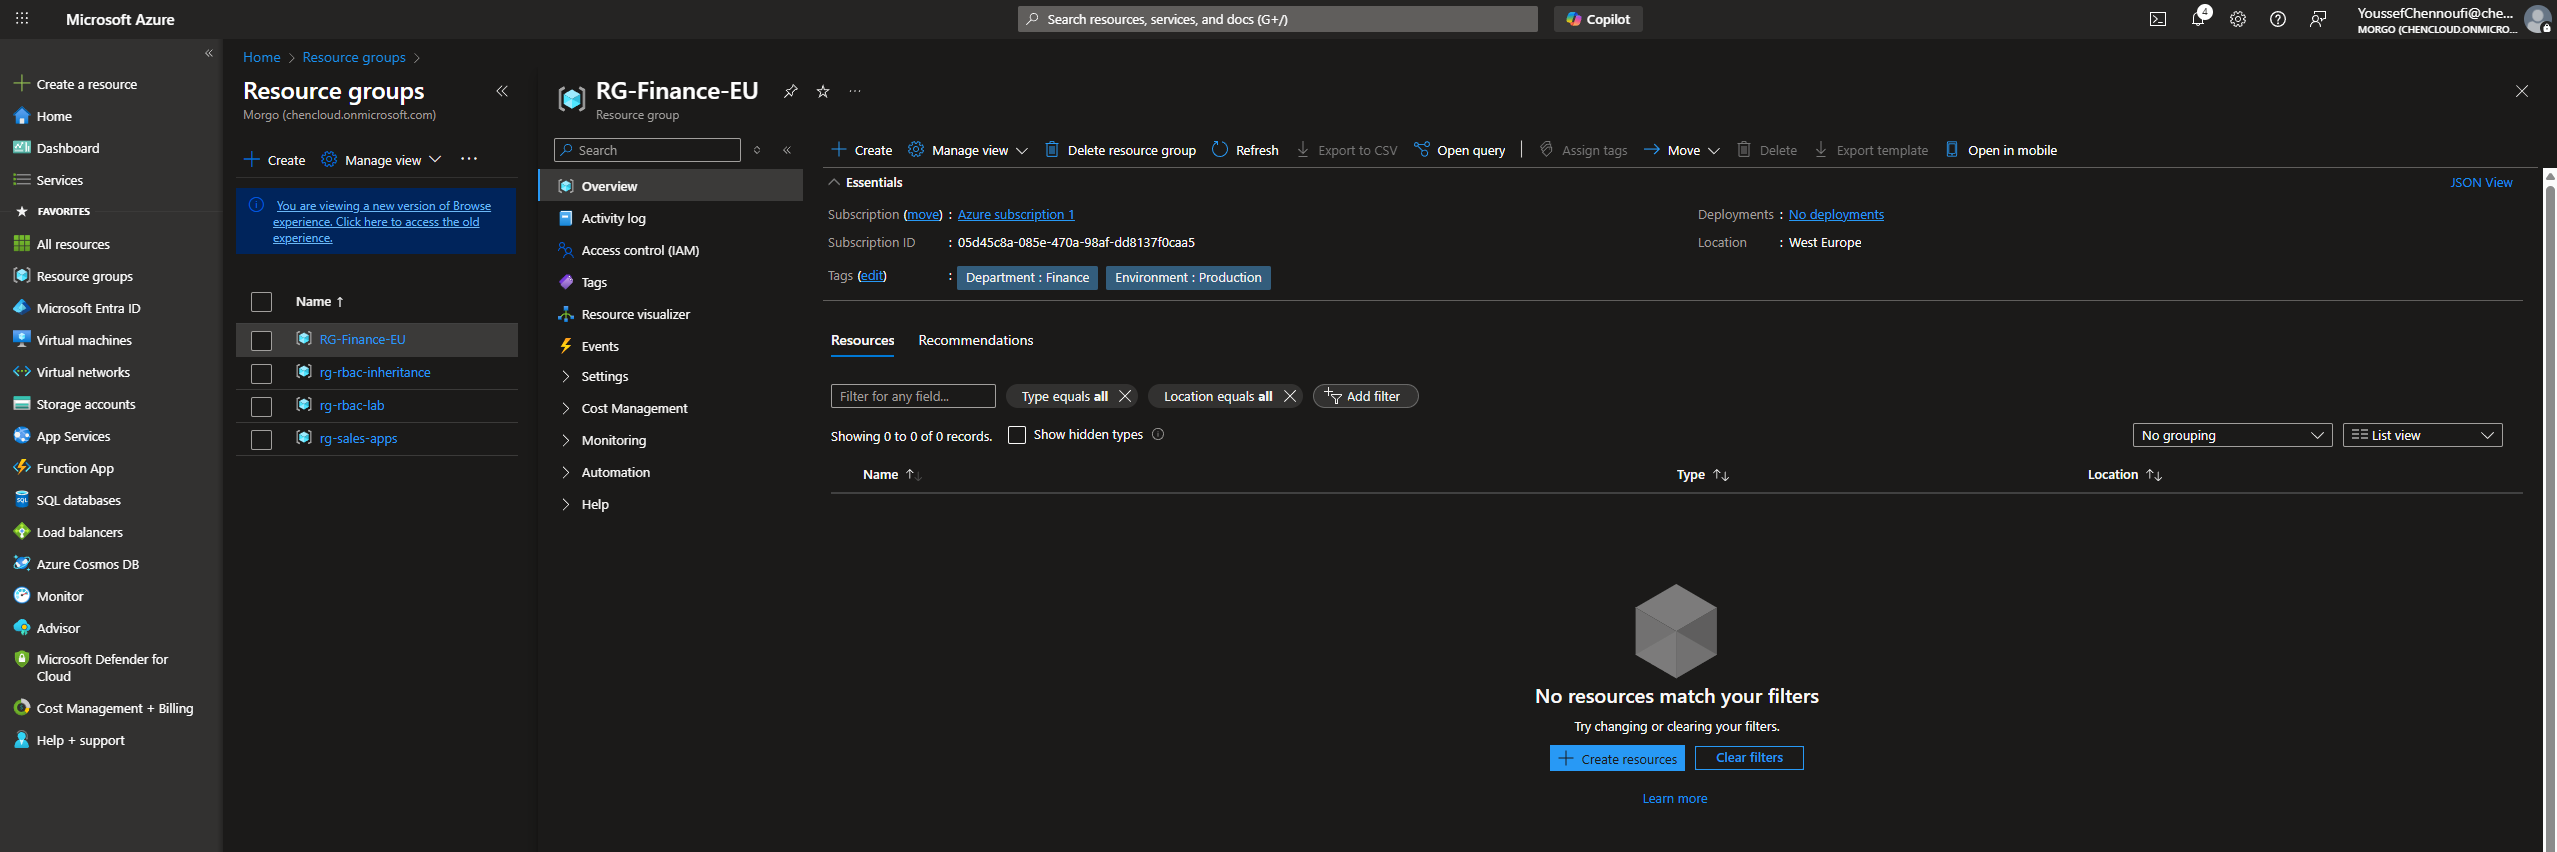 Microsoft Azure
Search resources, services, and docs (G+/)
Copilot
4
YoussefChennoufi@che...
MORGO (CHENCLOUD.ONMICRO...
Create a resource
Home
Dashboard
Services
FAVORITES
All resources
Resource groups
Microsoft Entra ID
Virtual machines
Virtual networks
Storage accounts
App Services
Function App
SQL databases
Load balancers
Azure Cosmos DB
Monitor
Advisor
Microsoft Defender for
Cloud
Cost Management + Billing
Help + support
Home > Resource groups >
Resource groups
Morgo (chencloud.onmicrosoft.com)
Create
Manage view
You are viewing a new version of Browse
experience. Click here to access the old
experience.
Name ↑
RG-Finance-EU
rg-rbac-inheritance
rg-rbac-lab
rg-sales-apps
RG-Finance-EU
Resource group
Search
Overview
Activity log
Access control (IAM)
Tags
Resource visualizer
Events
Settings
Cost Management
Monitoring
Automation
Help
Create
Manage view
Delete resource group
Refresh
Export to CSV
Open query
Assign tags
Move
Delete
Export template
Open in mobile
Essentials
JSON View
Subscription (move) : Azure subscription 1
Subscription ID : 05d45c8a-085e-470a-98af-dd8137f0caa5
Tags (edit) : Department : Finance Environment : Production
Deployments : No deployments
Location : West Europe
Resources
Recommendations
Filter for any field...
Type equals all
Location equals all
Add filter
Showing 0 to 0 of 0 records.
Show hidden types
No grouping
List view
Name ↑↓
Type ↑↓
Location ↑↓
No resources match your filters
Try changing or clearing your filters.
Create resources
Clear filters
Learn more